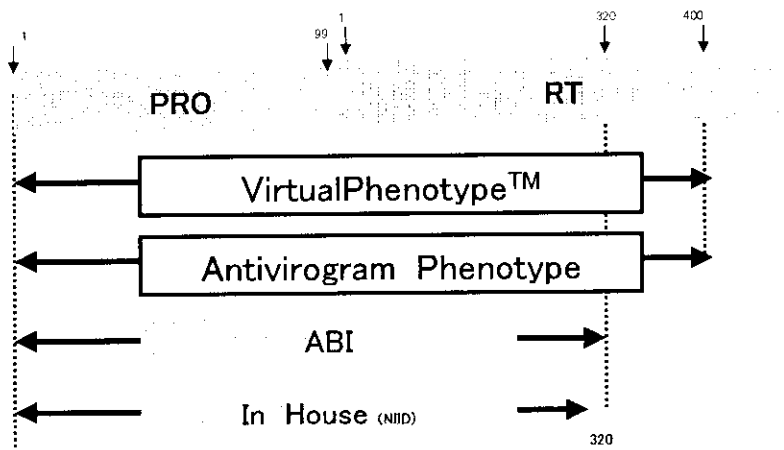 1 99 1 320 400
PRO RT
VirtualPhenotype™
Antivirogram Phenotype
ABI
In House (NIID)
320